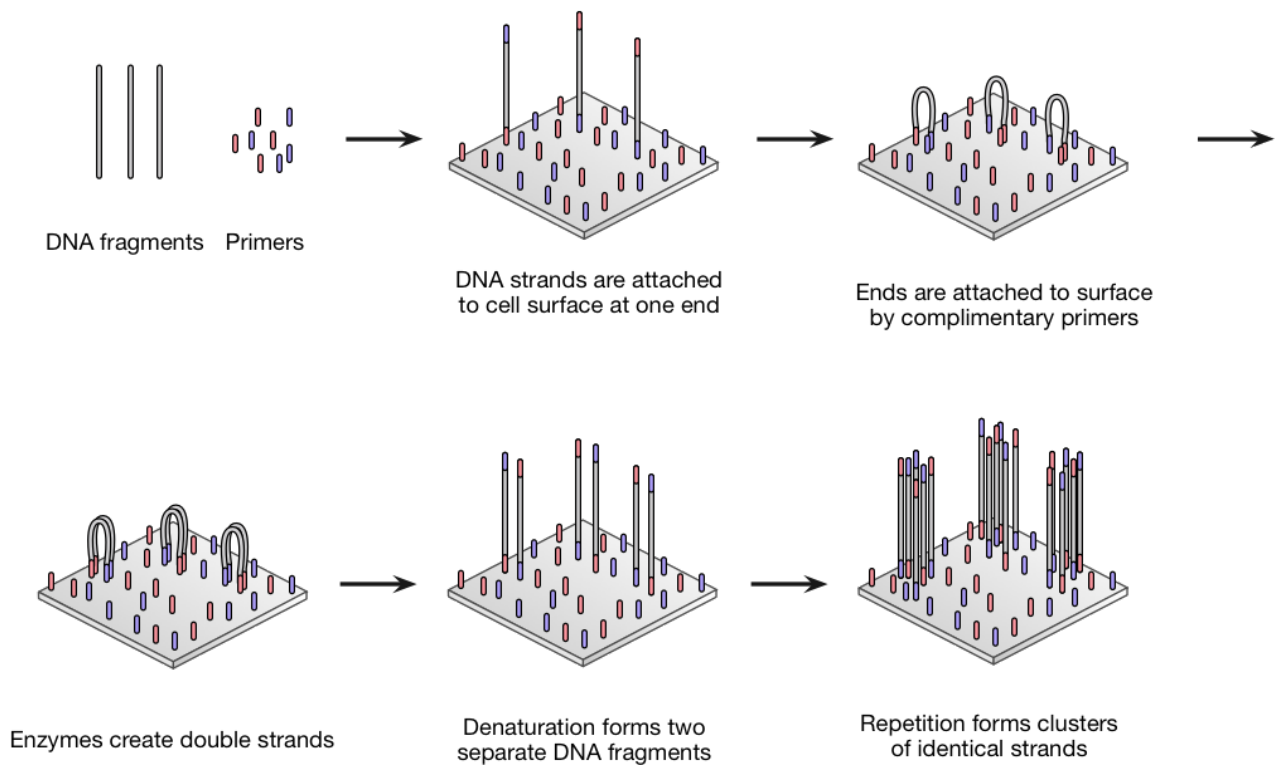 DNA fragments
Primers
DNA strands are attached
to cell surface at one end
Ends are attached to surface
by complimentary primers
Enzymes create double strands
Denaturation forms two
separate DNA fragments
Repetition forms clusters
of identical strands